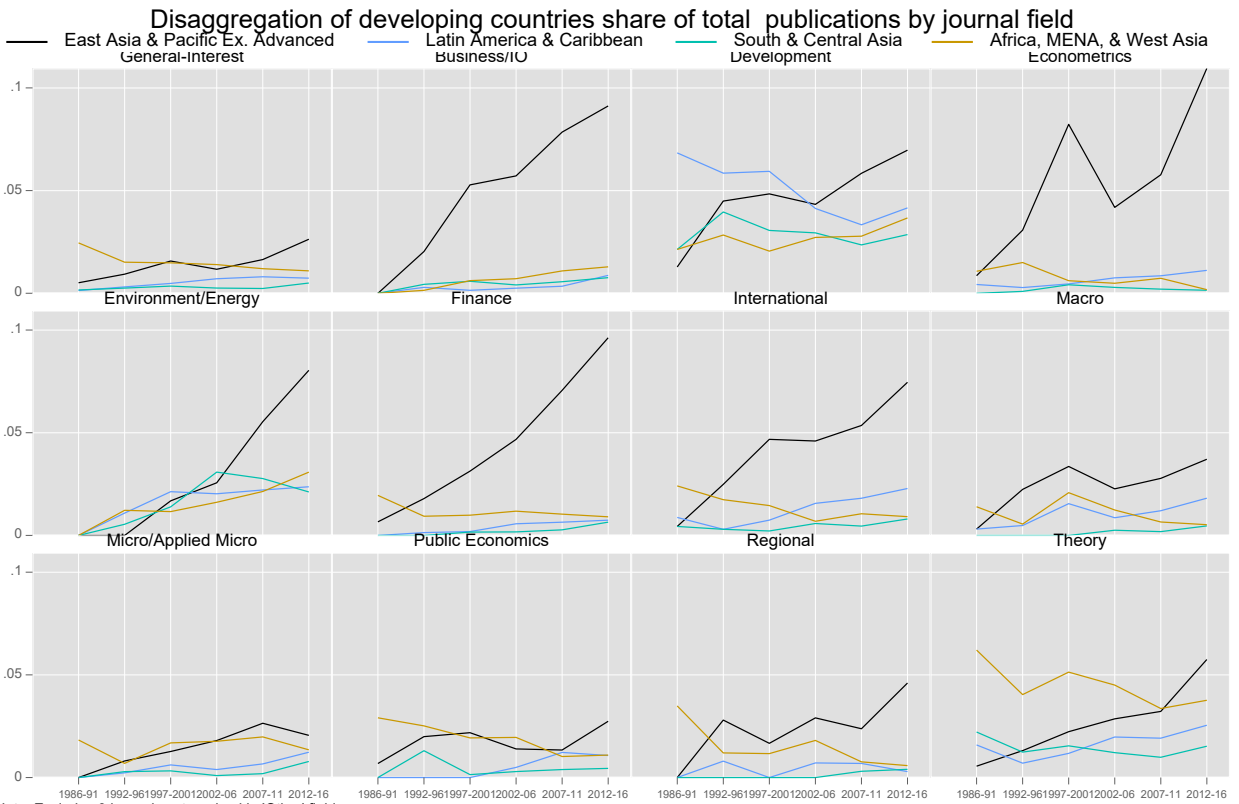 Disaggregation of developing countries share of total publications by journal field
East Asia & Pacific Ex. Advanced Latin America & Caribbean South & Central Asia Africa, MENA, & West Asia
General-Interest Business/IO Development Econometrics
.1
.05
0
Environment/Energy Finance International Macro
.1
.05
0
Micro/Applied Micro Public Economics Regional Theory
.1
.05
0
1986-91 1992-96 1997-2001 2002-06 2007-11 2012-16 1986-91 1992-96 1997-2001 2002-06 2007-11 2012-16 1986-91 1992-96 1997-2001 2002-06 2007-11 2012-16 1986-91 1992-96 1997-2001 2002-06 2007-11 2012-16